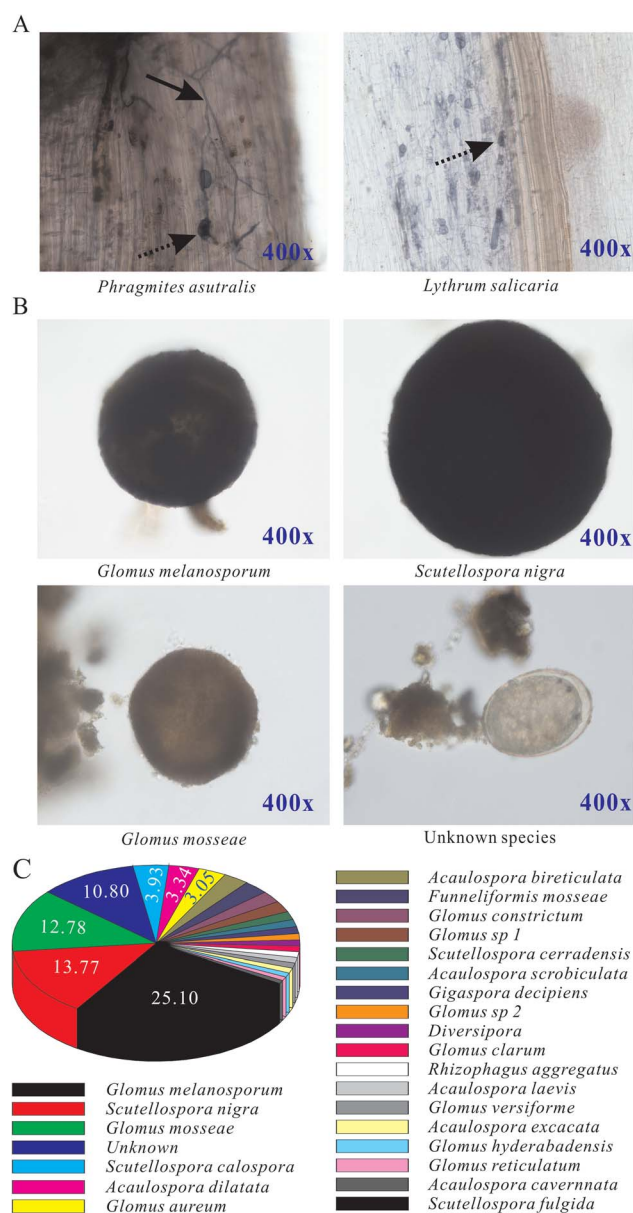 A
400x
400x
Phragmites asutralis
Lythrum salicaria
B
400x
400x
Glomus melanosporum
Scutellospora nigra
400x
400x
Glomus mosseae
Unknown species
C
10.80
3.93
3.34
3.05
12.78
13.77
25.10
Glomus melanosporum
Scutellospora nigra
Glomus mosseae
Unknown
Scutellospora calospora
Acaulospora dilatata
Glomus aureum
Acaulospora bireticulata
Funneliformis mosseae
Glomus constrictum
Glomus sp 1
Scutellospora cerradensis
Acaulospora scrobiculata
Gigaspora decipiens
Glomus sp 2
Diversipora
Glomus clarum
Rhizophagus aggregatus
Acaulospora laevis
Glomus versiforme
Acaulospora excacata
Glomus hyderabadensis
Glomus reticulatum
Acaulospora cavernnata
Scutellospora fulgida